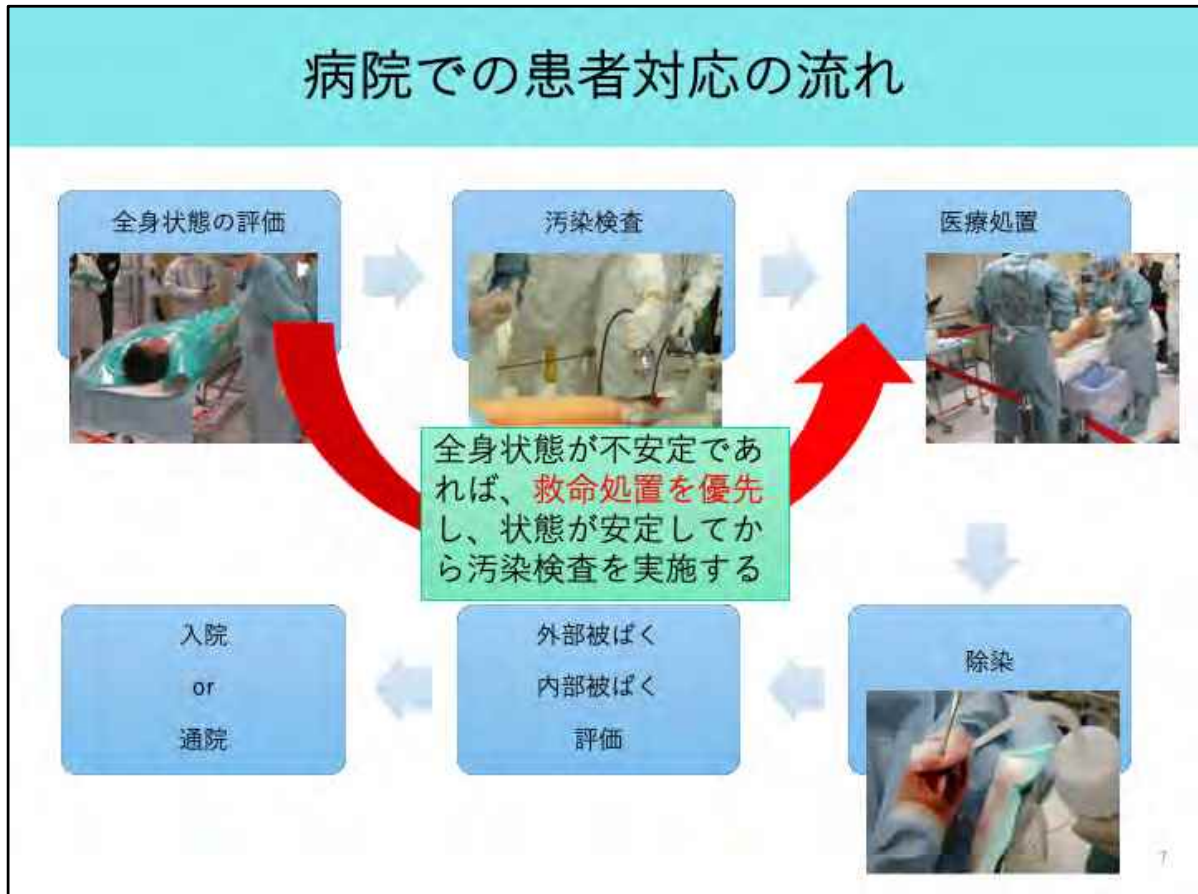 病院での患者対応の流れ
全身状態の評価
汚染検査
医療処置
全身状態が不安定であ
れば、救命処置を優先
し、状態が安定してか
ら汚染検査を実施する
除染
外部被ばく
内部被ばく
評価
入院
or
通院
7